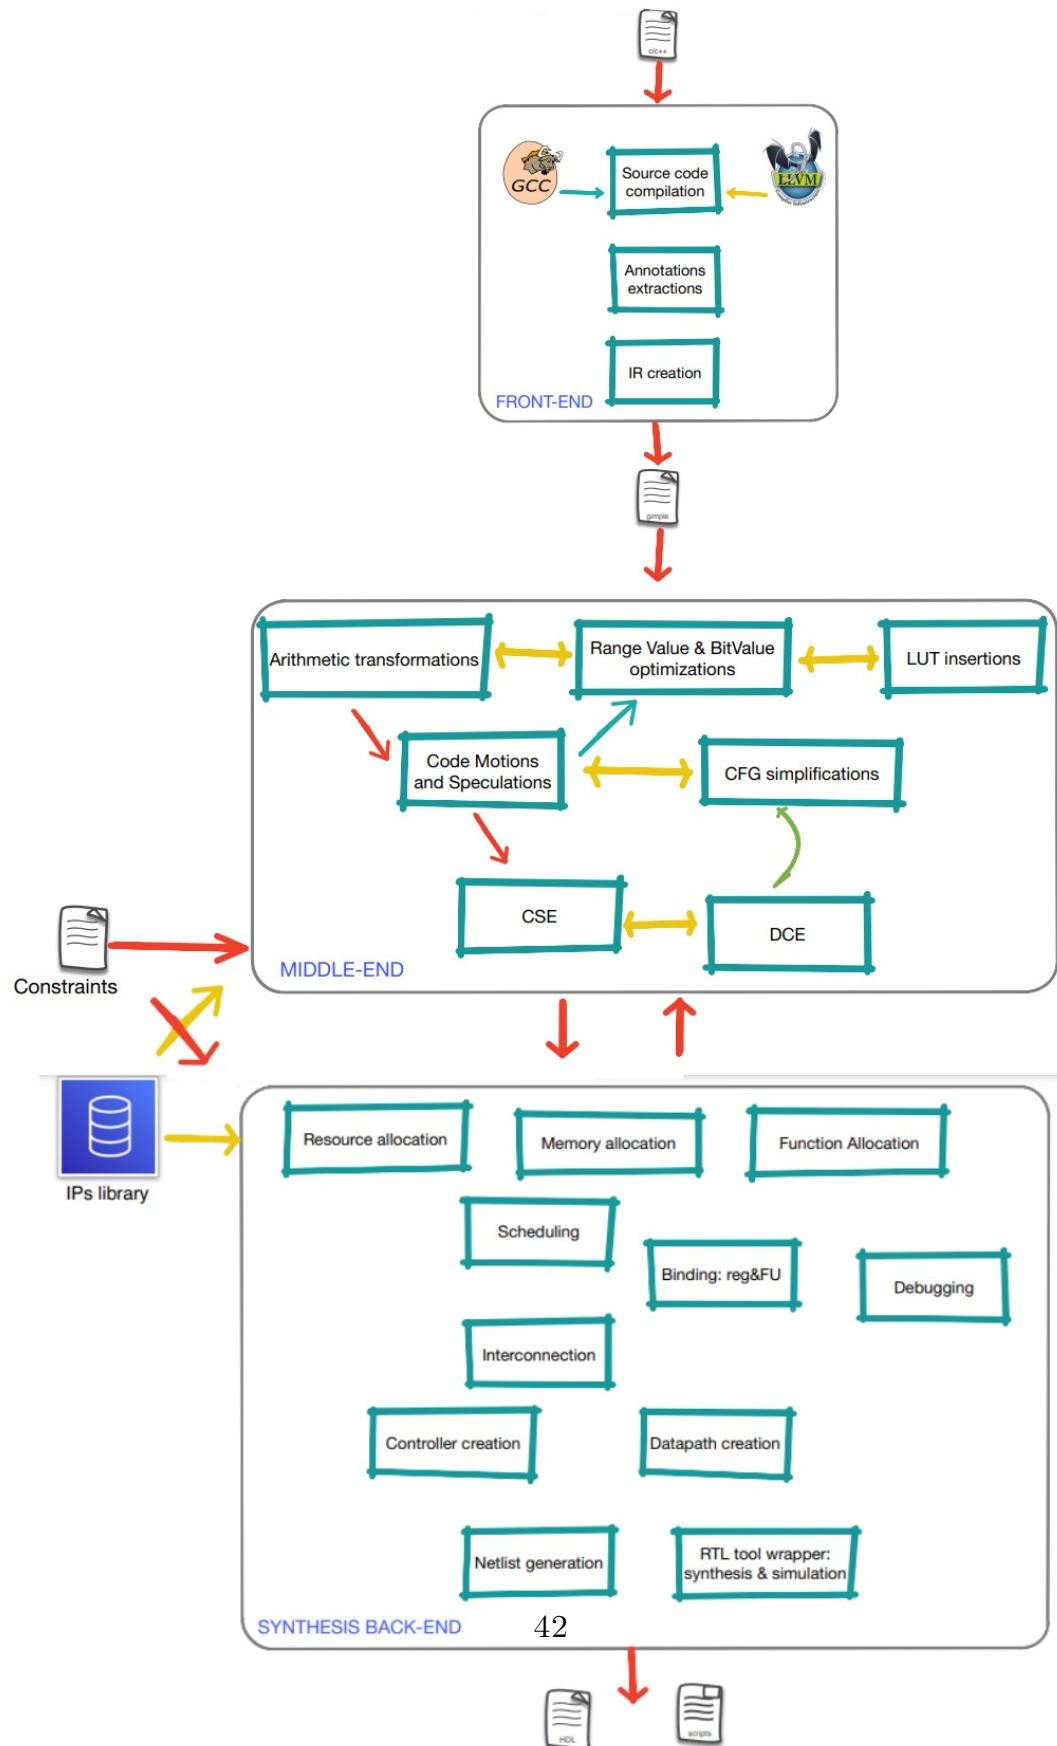 c/c++
GCC
LLVM
Compiler Infrastructure
Source code
compilation
Annotations
extractions
IR creation
FRONT-END
gimple
Arithmetic transformations
Range Value & BitValue
optimizations
LUT insertions
Code Motions
and Speculations
CFG simplifications
CSE
DCE
MIDDLE-END
Constraints
IPs library
Resource allocation
Memory allocation
Function Allocation
Scheduling
Binding: reg&FU
Debugging
Interconnection
Controller creation
Datapath creation
Netlist generation
RTL tool wrapper:
synthesis & simulation
SYNTHESIS BACK-END
42
HDL
scripts